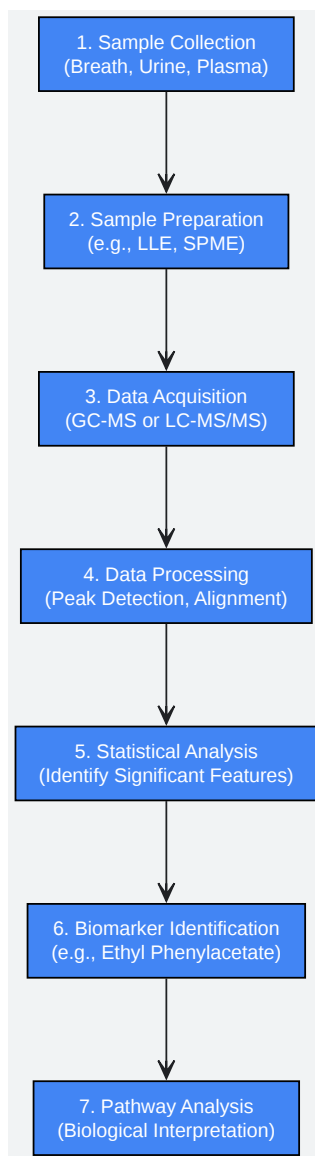 1. Sample Collection
(Breath, Urine, Plasma)
2. Sample Preparation
(e.g., LLE, SPME)
3. Data Acquisition
(GC-MS or LC-MS/MS)
4. Data Processing
(Peak Detection, Alignment)
5. Statistical Analysis
(Identify Significant Features)
6. Biomarker Identification
(e.g., Ethyl Phenylacetate)
7. Pathway Analysis
(Biological Interpretation)